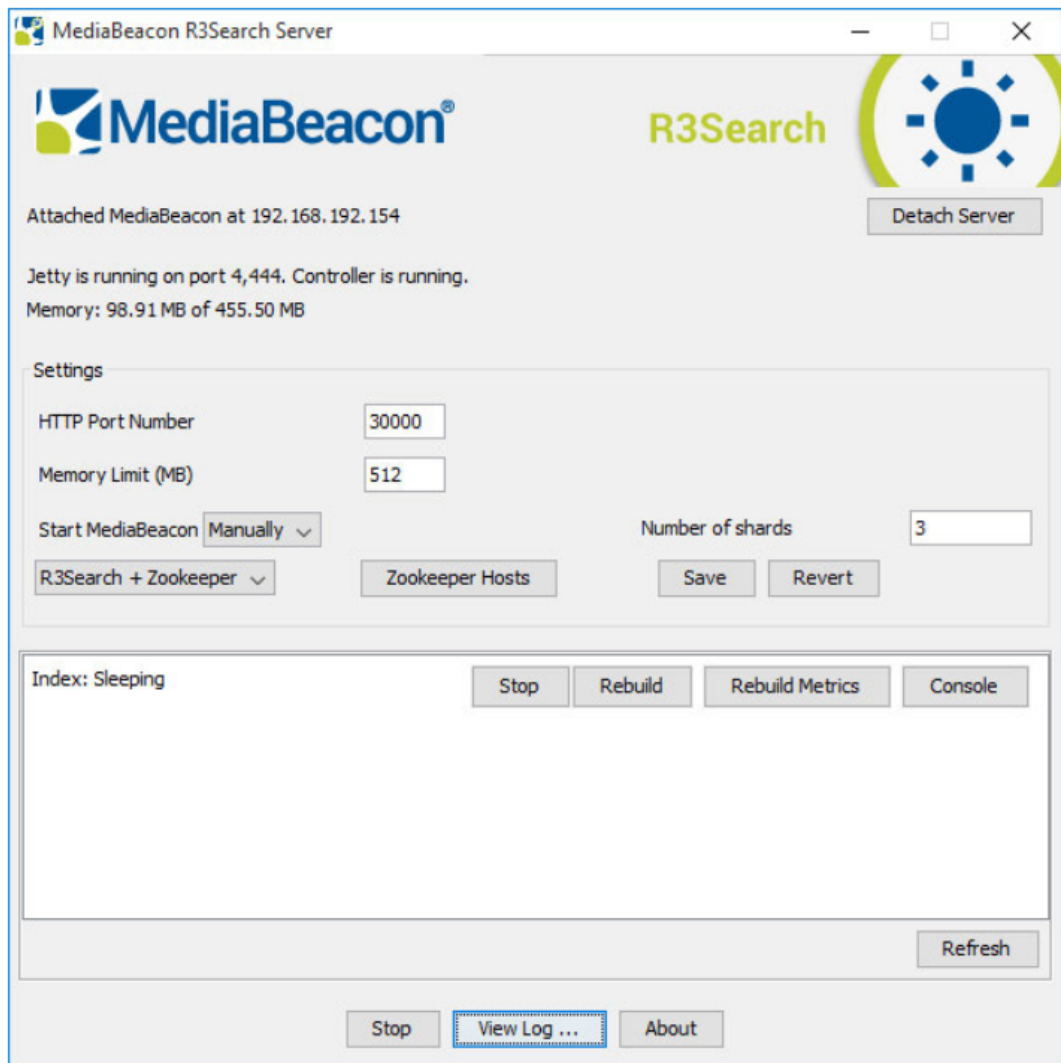 MediaBeacon R3Search Server
MediaBeacon®
R3Search
Attached MediaBeacon at 192.168.192.154
Detach Server
Jetty is running on port 4,444. Controller is running.
Memory: 98.91 MB of 455.50 MB
Settings
HTTP Port Number 30000
Memory Limit (MB) 512
Start MediaBeacon Manually Number of shards 3
R3Search + Zookeeper Zookeeper Hosts Save Revert
Index: Sleeping Stop Rebuild Rebuild Metrics Console
Refresh
Stop View Log ... About